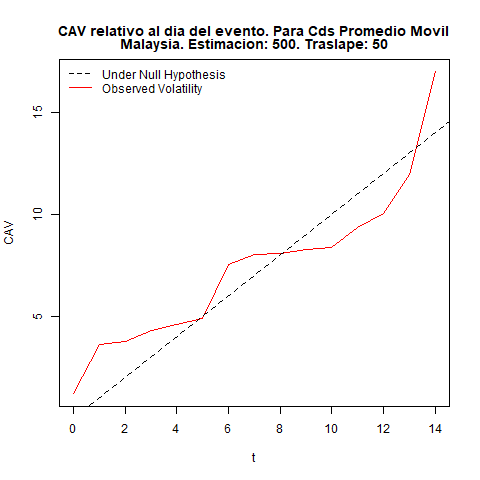 CAV relativo al dia del evento. Para Cds Promedio Movil
Malaysia. Estimacion: 500. Traslape: 50
Under Null Hypothesis
Observed Volatility
15
10
5
CAV
0 2 4 6 8 10 12 14
t